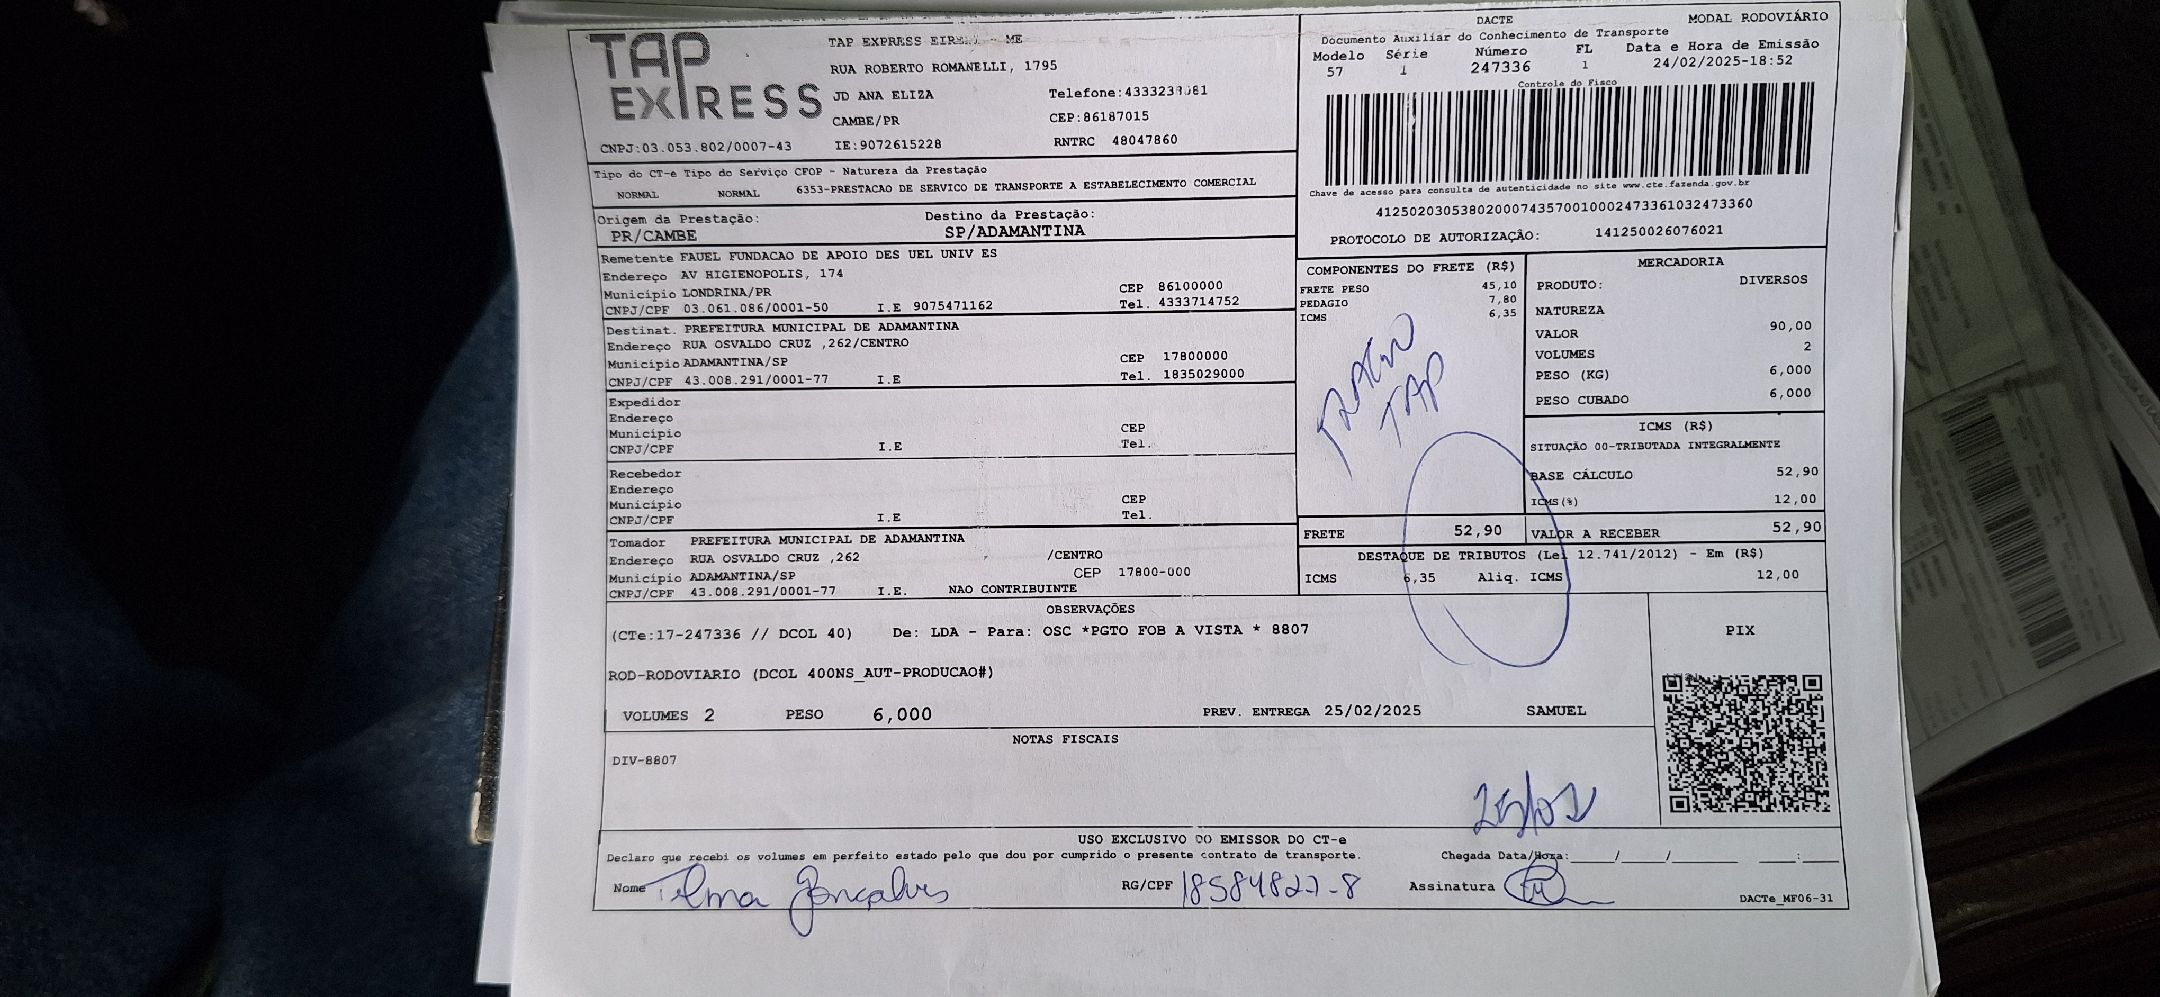 TAP
EXPRESS
TAP EXPRESS EIRELI - ME
RUA ROBERTO ROMANELLI, 1795
JD ANA ELIZA Telefone:
CAMBE/PR CEP:86187015
CNPJ:03.053.802/0007-43 IE:9072615228 RNTRC 48047860
DACTE MODAL RODOVIÁRIO
Documento Auxiliar do Conhecimento de Transporte
Modelo Série Número FL Data e Hora de Emissão
57 1 247336 1 24/02/2025-18:52
Controle do Fisco
Chave de acesso para consulta de autenticidade no site www.cte.fazenda.gov.br
41250203053802000743570010002473361032473360
PROTOCOLO DE AUTORIZAÇÃO: 141250026076021
Tipo do CT-e Tipo do Serviço CFOP - Natureza da Prestação
NORMAL NORMAL 6353-PRESTACAO DE SERVICO DE TRANSPORTE A ESTABELECIMENTO COMERCIAL
Origem da Prestação: Destino da Prestação:
PR/CAMBE SP/ADAMANTINA
Remetente FAUEL FUNDACAO DE APOIO DES UEL UNIV ES
Endereço AV HIGIENOPOLIS, 174
Município LONDRINA/PR CEP 86100000
CNPJ/CPF 03.061.086/0001-50 I.E 9075471162 Tel. 4333714752
Destinat. PREFEITURA MUNICIPAL DE ADAMANTINA
Endereço RUA OSVALDO CRUZ ,262/CENTRO
Município ADAMANTINA/SP CEP 17800000
CNPJ/CPF 43.008.291/0001-77 I.E Tel. 1835029000
Expedidor
Endereço
Município CEP
CNPJ/CPF I.E Tel.
Recebedor
Endereço
Município CEP
CNPJ/CPF I.E Tel.
Tomador PREFEITURA MUNICIPAL DE ADAMANTINA
Endereço RUA OSVALDO CRUZ ,262 /CENTRO
Município ADAMANTINA/SP CEP 17800-000
CNPJ/CPF 43.008.291/0001-77 I.E. NAO CONTRIBUINTE
COMPONENTES DO FRETE (R$)
FRETE PESO 45,10
PEDAGIO 7,80
ICMS 6,35
TAP
MERCADORIA
PRODUTO: DIVERSOS
NATUREZA
VALOR 90,00
VOLUMES 2
PESO (KG) 6,000
PESO CUBADO 6,000
ICMS (R$)
SITUAÇÃO 00-TRIBUTADA INTEGRALMENTE
BASE CÁLCULO 52,90
ICMS(%) 12,00
FRETE 52,90 VALOR A RECEBER 52,90
DESTAQUE DE TRIBUTOS (Lei 12.741/2012) - Em (R$)
ICMS 6,35 Aliq. ICMS 12,00
OBSERVAÇÕES
(CTe:17-247336 // DCOL 40) De: LDA - Para: OSC *PGTO FOB A VISTA * 8807
ROD-RODOVIARIO (DCOL 400NS_AUT-PRODUCAO#)
VOLUMES 2 PESO 6,000 PREV. ENTREGA 25/02/2025 SAMUEL
PIX
NOTAS FISCAIS
DIV-8807
25/02
USO EXCLUSIVO DO EMISSOR DO CT-e
Declaro que recebi os volumes em perfeito estado pelo que dou por cumprido o presente contrato de transporte. Chegada Data/Hora:____/____/______ ___:___
Nome Telma Gonçalves RG/CPF 18584827-8 Assinatura
DACTe_MF06-31